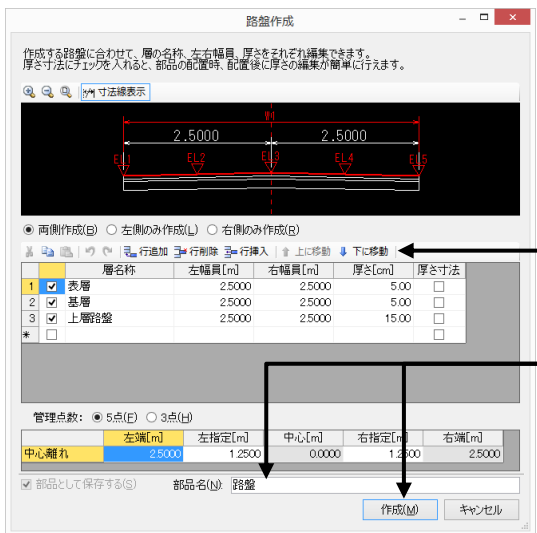 路盤作成
作成する路盤に合わせて、層の名称、左右幅員、厚さをそれぞれ編集できます。
厚さ寸法にチェックを入れると、部品の配置時、配置後に厚さの編集が簡単に行えます。
寸法線表示
W1
2.5000 2.5000
EL1 EL2 EL3 EL4 EL5
両側作成(B) 左側のみ作成(L) 右側のみ作成(R)
行追加 行削除 行挿入 上に移動 下に移動
層名称 左幅員[m] 右幅員[m] 厚さ[cm] 厚さ寸法
1 表層 2.5000 2.5000 5.00
2 基層 2.5000 2.5000 5.00
3 上層路盤 2.5000 2.5000 15.00
*
管理点数: 5点(F) 3点(H)
左端[m] 左指定[m] 中心[m] 右指定[m] 右端[m]
中心離れ 2.5000 1.2500 0.0000 1.2500 2.5000
部品として保存する(S) 部品名(N): 路盤
作成(M) キャンセル